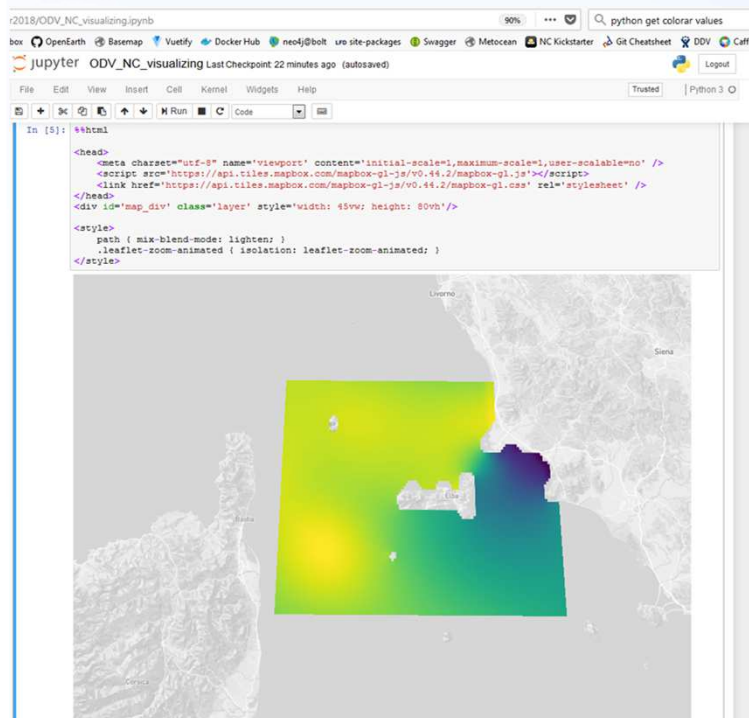 r2018/ODV_NC_visualizing.ipynb 90% python get colorar values
box OpenEarth Basemap Vuetify Docker Hub neo4j@bolt site-packages Swagger Metocean NC Kickstarter Git Cheatsheet DDV Caff
jupyter ODV_NC_visualizing Last Checkpoint: 22 minutes ago (autosaved) Logout
File Edit View Insert Cell Kernel Widgets Help Trusted Python 3
Run C Code
In [5]: %%html
<head>
<meta charset="utf-8" name='viewport' content='initial-scale=1,maximum-scale=1,user-scalable=no' />
<script src='https://api.tiles.mapbox.com/mapbox-gl-js/v0.44.2/mapbox-gl.js'></script>
<link href='https://api.tiles.mapbox.com/mapbox-gl-js/v0.44.2/mapbox-gl.css' rel='stylesheet' />
</head>
<div id='map_div' class='layer' style='width: 45vw; height: 80vh'/>
<style>
path { mix-blend-mode: lighten; }
.leaflet-zoom-animated { isolation: leaflet-zoom-animated; }
</style>
Livorno
Siena
Elba
Bastia
Corsica